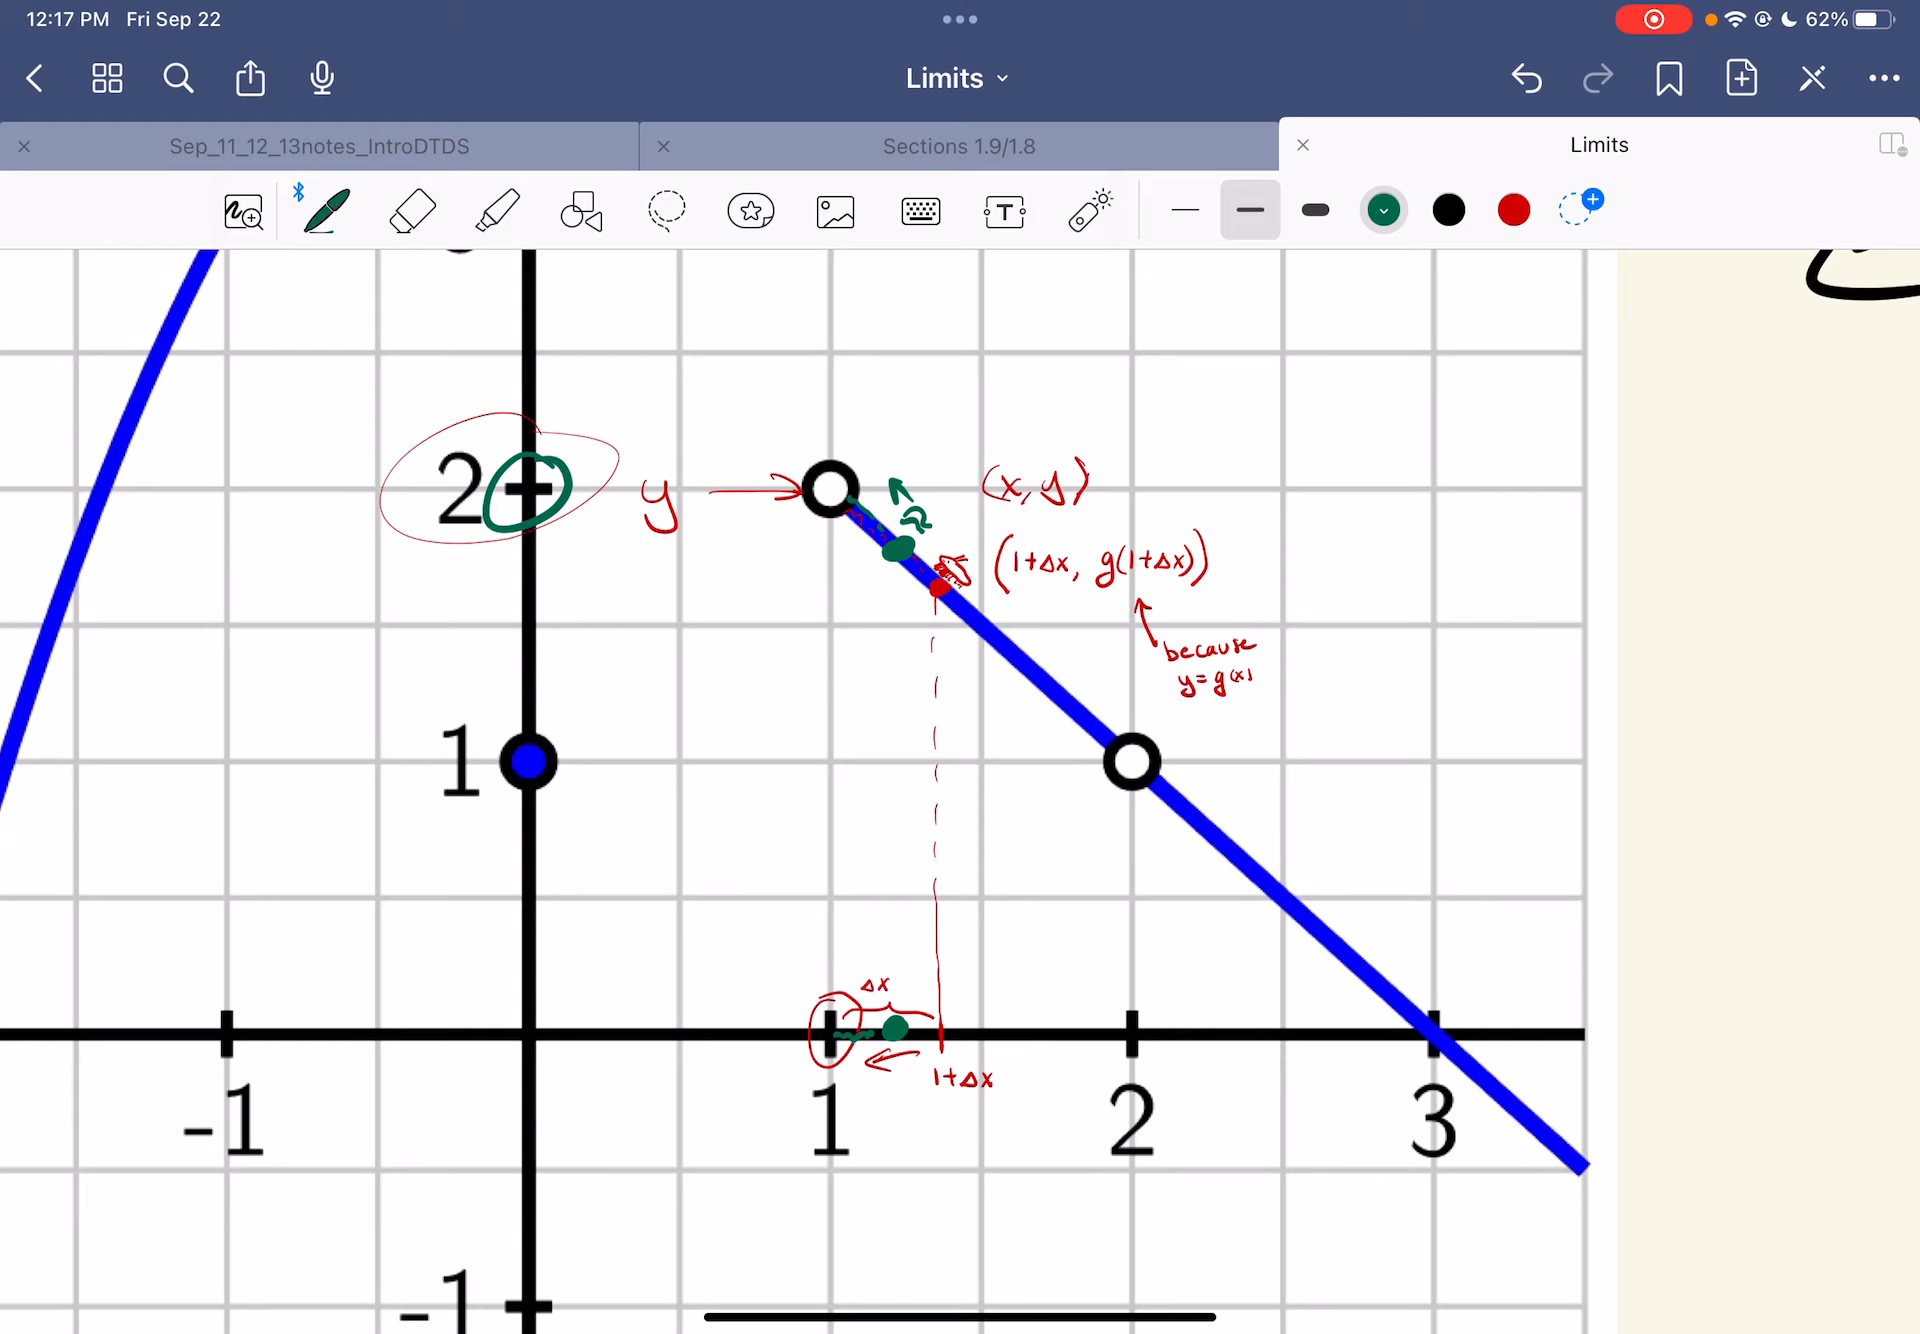 12:17 PM Fri Sep 22
62%
Limits
Sep_11_12_13notes_IntroDTDS
Sections 1.9/1.8
Limits
T
2
y
(x, y)
(1+Δx, g(1+Δx))
because
y=g(x)
1
Δx
1+Δx
-1
1
2
3
-1